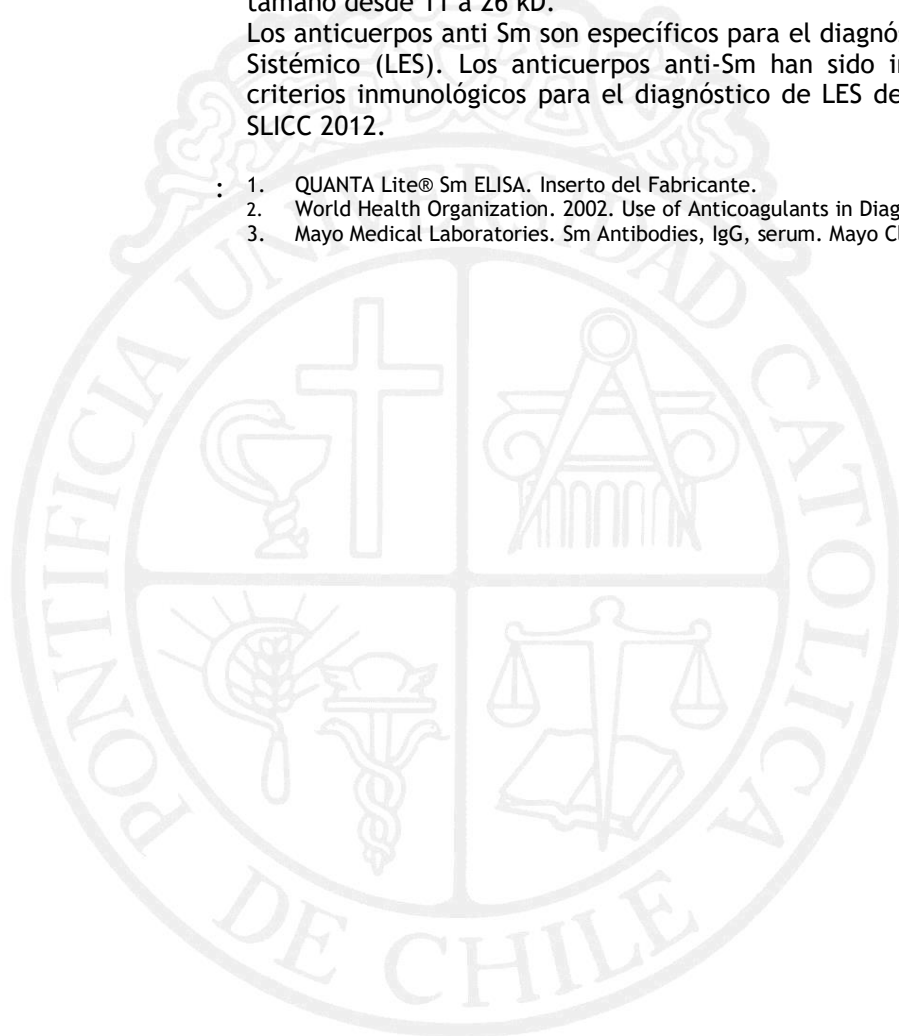 tamaño desde 11 a 26 kD.
Los anticuerpos anti Sm son específicos para el diagnós
Sistémico (LES). Los anticuerpos anti-Sm han sido in
criterios inmunológicos para el diagnóstico de LES de
SLICC 2012.
: 1. QUANTA Lite® Sm ELISA. Inserto del Fabricante.
2. World Health Organization. 2002. Use of Anticoagulants in Diag
3. Mayo Medical Laboratories. Sm Antibodies, IgG, serum. Mayo Cl
PONTIFICIA UNIVERSIDAD CATOLICA
DE CHILE